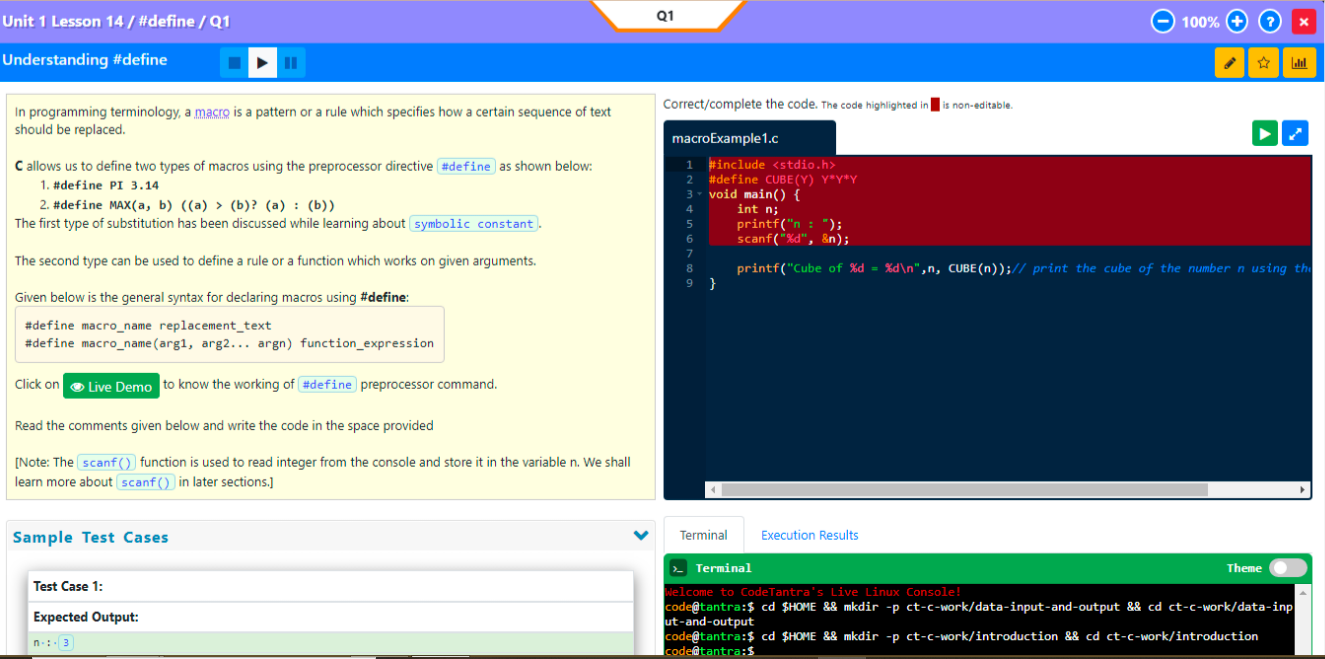 Unit 1 Lesson 14 / #define / Q1
Q1
100%
Understanding #define
In programming terminology, a macro is a pattern or a rule which specifies how a certain sequence of text
should be replaced.
C allows us to define two types of macros using the preprocessor directive #define as shown below:
1. #define PI 3.14
2. #define MAX(a, b) ((a) > (b)? (a) : (b))
The first type of substitution has been discussed while learning about symbolic constant.
The second type can be used to define a rule or a function which works on given arguments.
Given below is the general syntax for declaring macros using #define:
#define macro_name replacement_text
#define macro_name(arg1, arg2... argn) function_expression
Click on Live Demo to know the working of #define preprocessor command.
Read the comments given below and write the code in the space provided
[Note: The scanf() function is used to read integer from the console and store it in the variable n. We shall
learn more about scanf() in later sections.]
Sample Test Cases
Test Case 1:
Expected Output:
n·:·3
Correct/complete the code. The code highlighted in is non-editable.
macroExample1.c
1 #include <stdio.h>
2 #define CUBE(Y) Y*Y*Y
3 void main() {
4 int n;
5 printf("n : ");
6 scanf("%d", &n);
7
8 printf("Cube of %d = %d\n",n, CUBE(n));// print the cube of the number n using th
9 }
Terminal Execution Results
Terminal Theme
Welcome to CodeTantra's Live Linux Console!
code@tantra:$ cd $HOME && mkdir -p ct-c-work/data-input-and-output && cd ct-c-work/data-inp
ut-and-output
code@tantra:$ cd $HOME && mkdir -p ct-c-work/introduction && cd ct-c-work/introduction
code@tantra:$